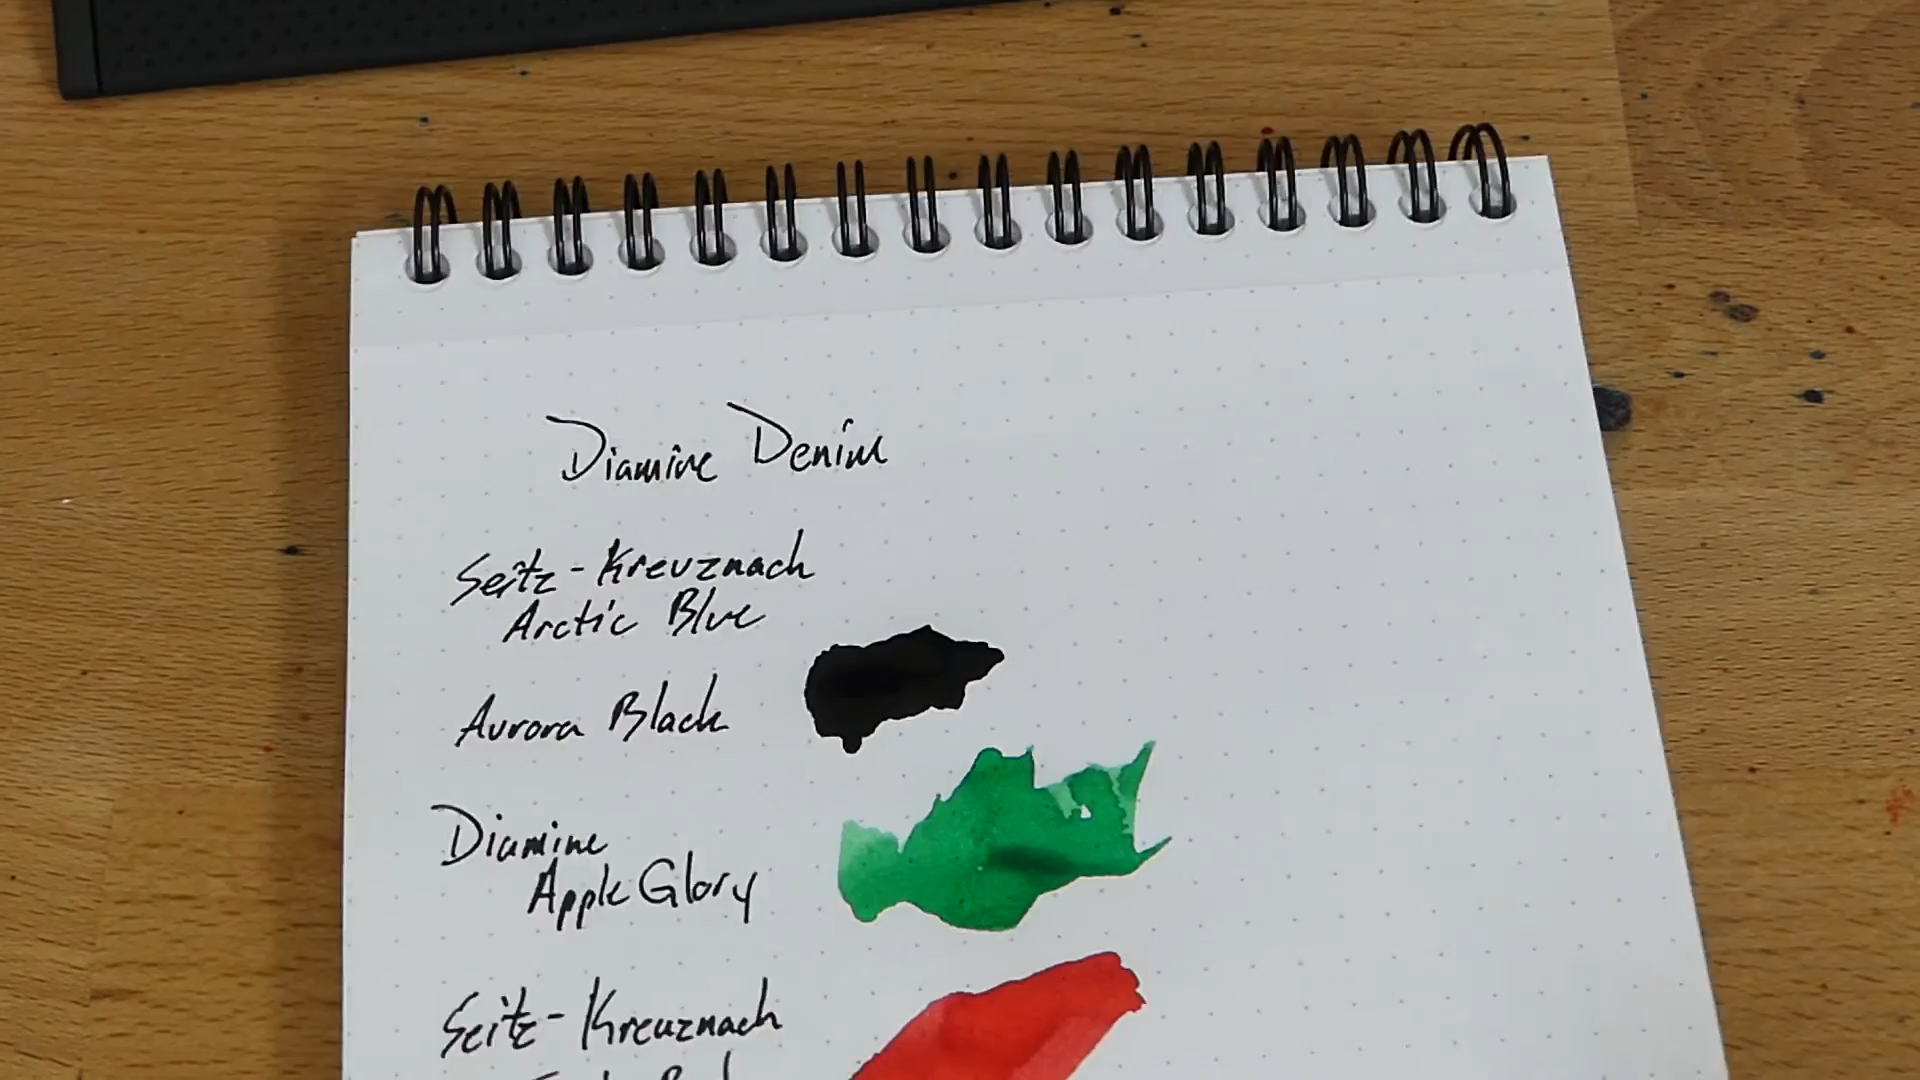 Diamine Denim
Seitz-Kreuznach
Arctic Blue
Aurora Black
Diamine
Apple Glory
Seitz-Kreuznach